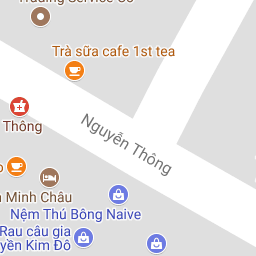 Trà sữa cafe 1st tea
Nguyễn Thông
Thông
Minh Châu
Nệm Thú Bông Naive
Rau câu gia
yền Kim Đô